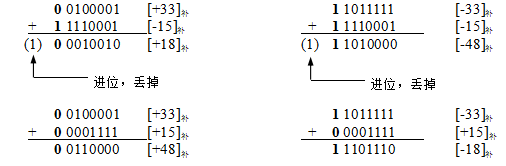 0 0100001 [+33]补
+ 1 1110001 [-15]补
(1) 0 0010010 [+18]补
进位，丢掉
1 1011111 [-33]补
+ 1 1110001 [-15]补
(1) 1 1010000 [-48]补
进位，丢掉
0 0100001 [+33]补
+ 0 0001111 [+15]补
0 0110000 [+48]补
1 1011111 [-33]补
+ 0 0001111 [+15]补
1 1101110 [-18]补